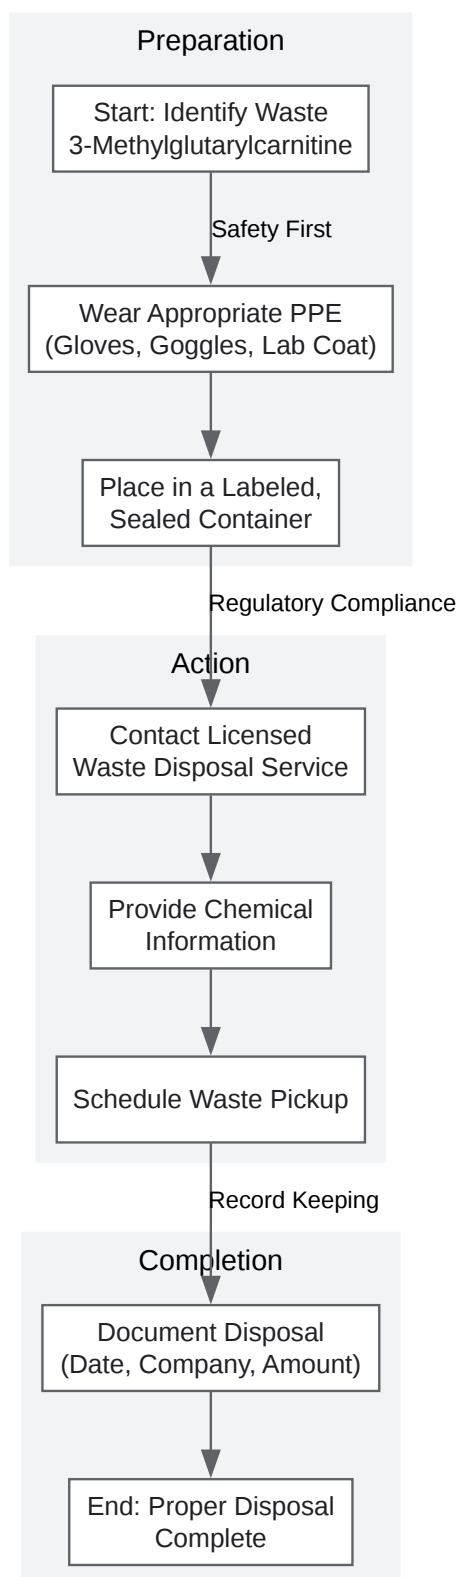 Preparation
Start: Identify Waste
3-Methylglutarylcarnitine
Safety First
Wear Appropriate PPE
(Gloves, Goggles, Lab Coat)
Place in a Labeled,
Sealed Container
Regulatory Compliance
Action
Contact Licensed
Waste Disposal Service
Provide Chemical
Information
Schedule Waste Pickup
Record Keeping
Completion
Document Disposal
(Date, Company, Amount)
End: Proper Disposal
Complete